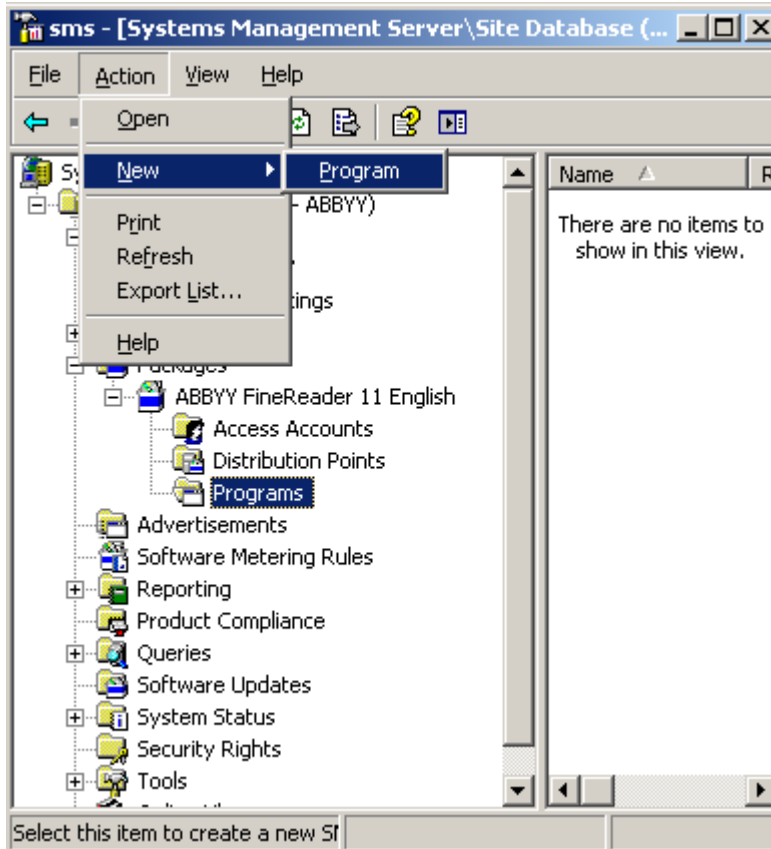 sms - [Systems Management Server\Site Database (...
File Action View Help
Open
New
Program
Print
Refresh
Export List...
Help
- ABBYY)
Packages
ABBYY FineReader 11 English
Access Accounts
Distribution Points
Programs
Advertisements
Software Metering Rules
Reporting
Product Compliance
Queries
Software Updates
System Status
Security Rights
Tools
Name
There are no items to
show in this view.
Select this item to create a new